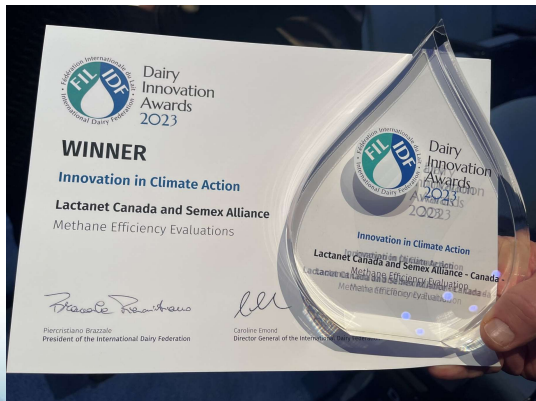 Fédération Internationale du Lait
FIL IDF
International Dairy Federation
Dairy
Innovation
Awards
2023
WINNER
Innovation in Climate Action
Lactanet Canada and Semex Alliance
Methane Efficiency Evaluations
Piercristiano Brazzale
President of the International Dairy Federation
Caroline Emond
Director General of the International Dairy
FIL IDF
Dairy
Innovation
Awards
2023
Innovation in Climate Action
Lactanet Canada and Semex Alliance - Canada -
Methane Efficiency Evaluation